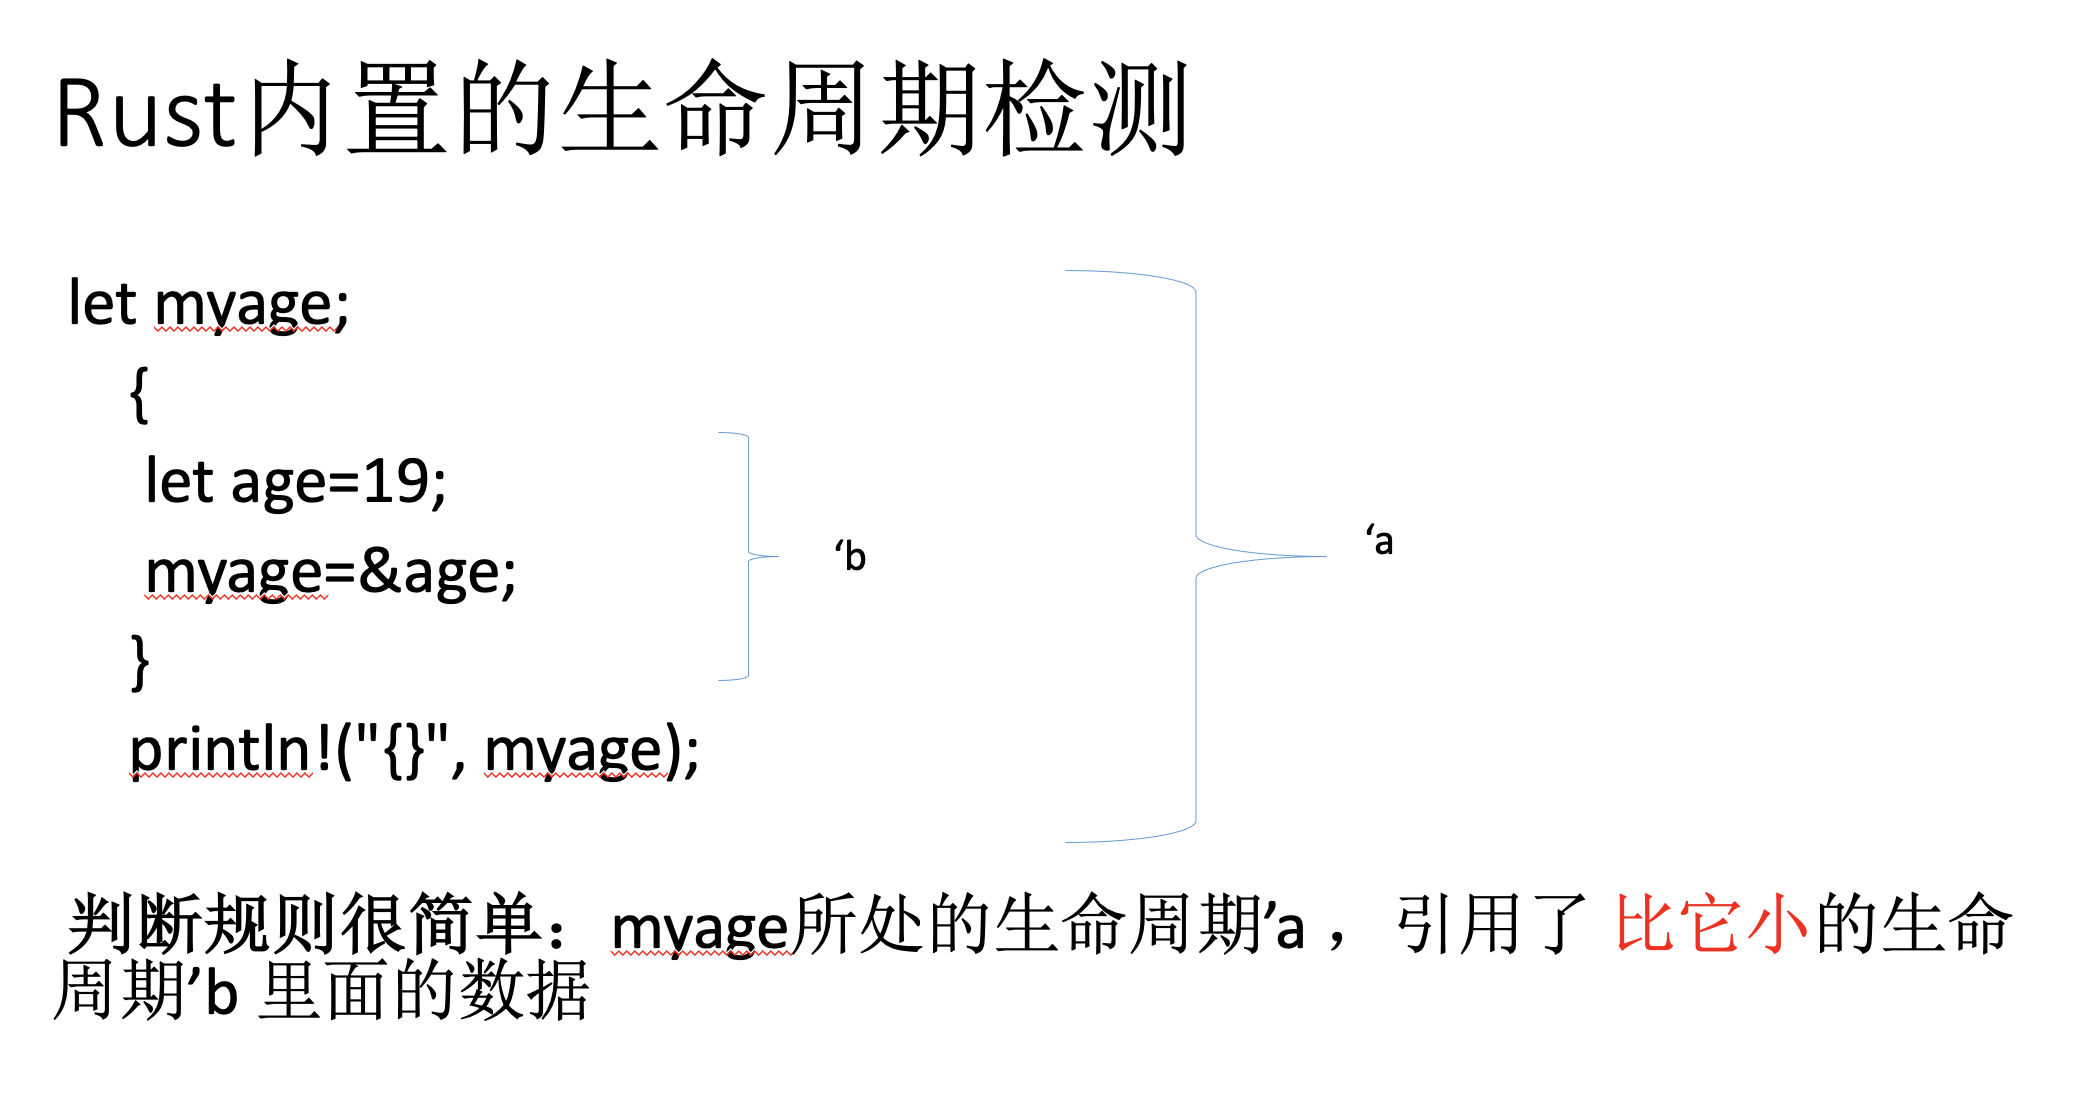 Rust内置的生命周期检测
let myage;
{
let age=19;
myage=&age;
}
println!("{}", myage);
‘b
‘a
判断规则很简单： myage所处的生命周期’a ， 引用了 比它小的生命
周期’b 里面的数据